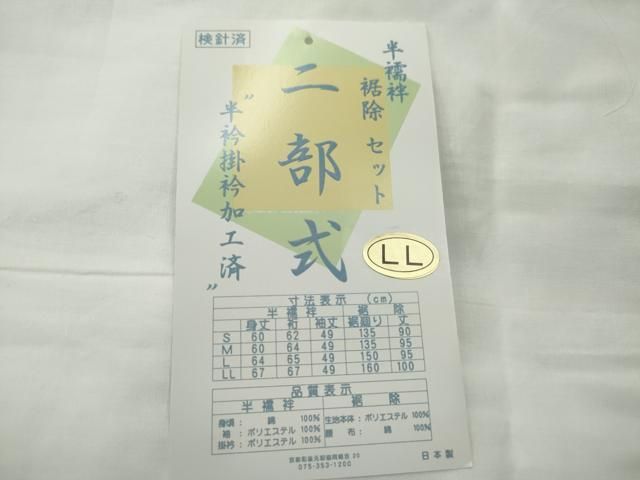 検針済
半襦袢
裾除 セット
二部式
"半衿掛衿加工済"
LL
寸法表示 (cm)
半襦袢 裾除
身丈 裄 袖丈 裾廻り 丈
S 60 62 49 135 90
M 60 64 49 135 95
L 64 65 49 150 95
LL 67 67 49 160 100
品質表示
半襦袢 裾除
身頃: 綿 100% 生地本体: ポリエステル 100%
袖: ポリエステル 100% 腰布: 綿 100%
掛衿: ポリエステル 100%
075-353-1200
日本製